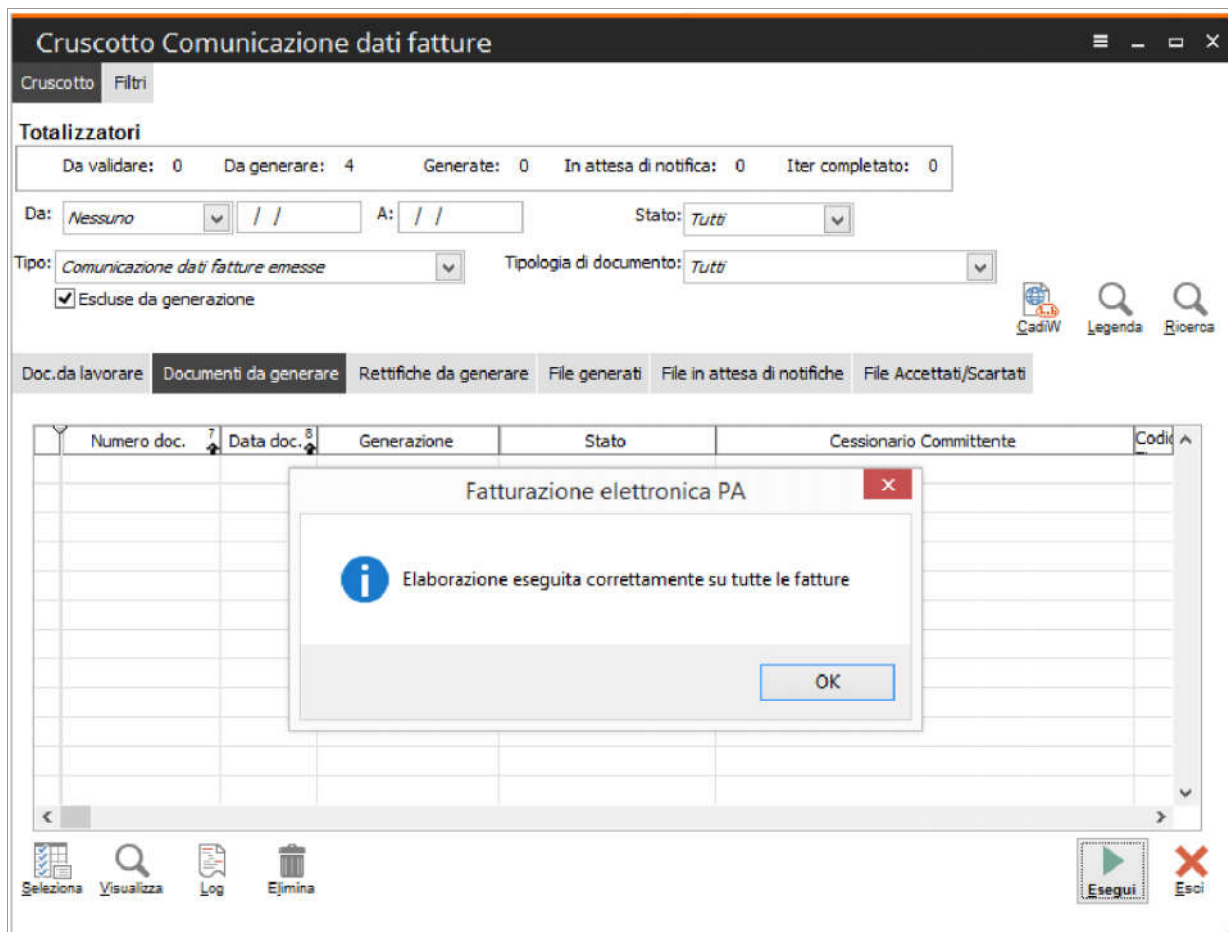 Cruscotto Comunicazione dati fatture
Cruscotto Filtri
Totalizzatori
Da validare: 0 Da generare: 4 Generate: 0 In attesa di notifica: 0 Iter completato: 0
Da: Nessuno / / A: / / Stato: Tutti
Tipo: Comunicazione dati fatture emesse Tipologia di documento: Tutti
Escluse da generazione
CadiW Legenda Ricerca
Doc.da lavorare Documenti da generare Rettifiche da generare File generati File in attesa di notifiche File Accettati/Scartati
Numero doc. 7 Data doc. 8 Generazione Stato Cessionario Committente
Fatturazione elettronica PA
Elaborazione eseguita correttamente su tutte le fatture
OK
Seleziona Visualizza Log Elimina Esegui Esci